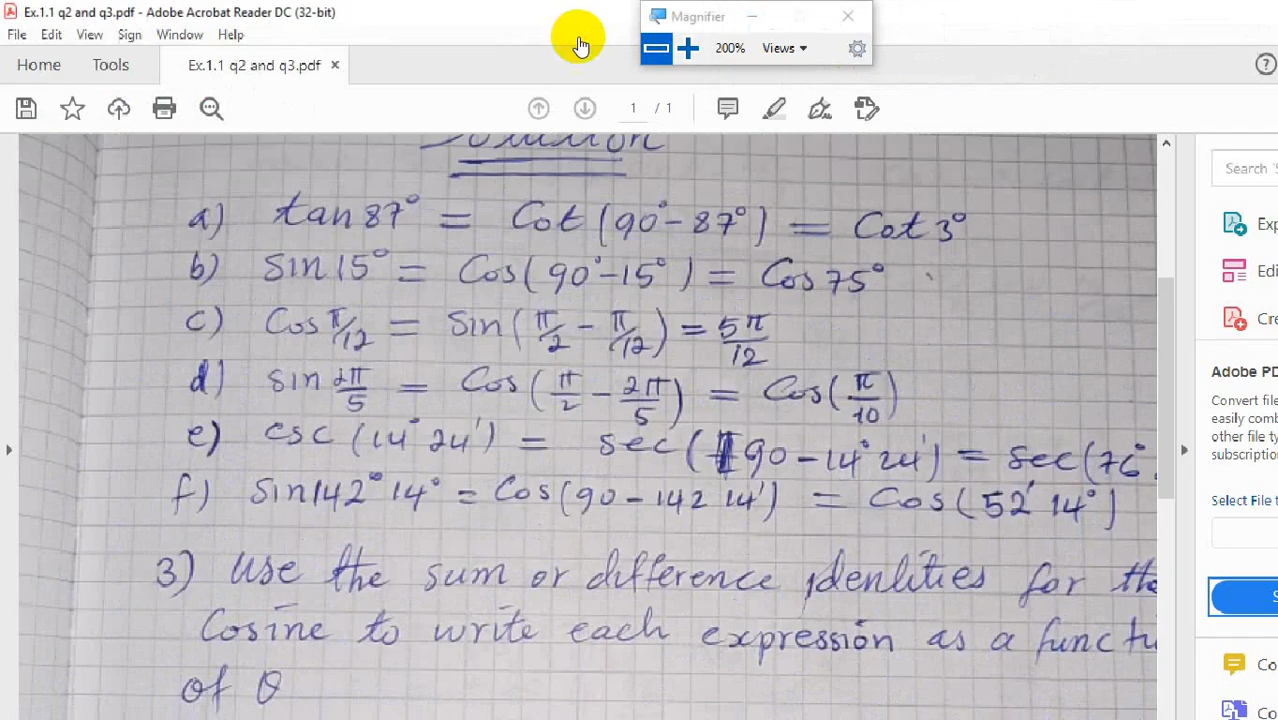 Ex.1.1 q2 and q3.pdf - Adobe Acrobat Reader DC (32-bit)
Magnifier
File Edit View Sign Window Help
200% Views
Home Tools Ex.1.1 q2 and q3.pdf ×
1 / 1
Solution
Search '
a) tan 87° = Cot (90°-87°) = Cot 3°
Exp
b) Sin 15° = Cos(90°-15°) = Cos 75°
Edi
c) Cos π/12 = Sin(π/2 - π/12) = 5π/12
Cre
d) sin 2π/5 = Cos(π/2 - 2π/5) = Cos(π/10)
Adobe PD
Convert file
easily combi
other file typ
subscription
e) csc (14° 24') = sec(90-14° 24') = sec(76°
f) Sin142° 14° = Cos(90-142 14') = Cos(52' 14°)
Select File t
3) Use the sum or difference identities for the
Cosine to write each expression as a functi
of θ
S
Co
Co